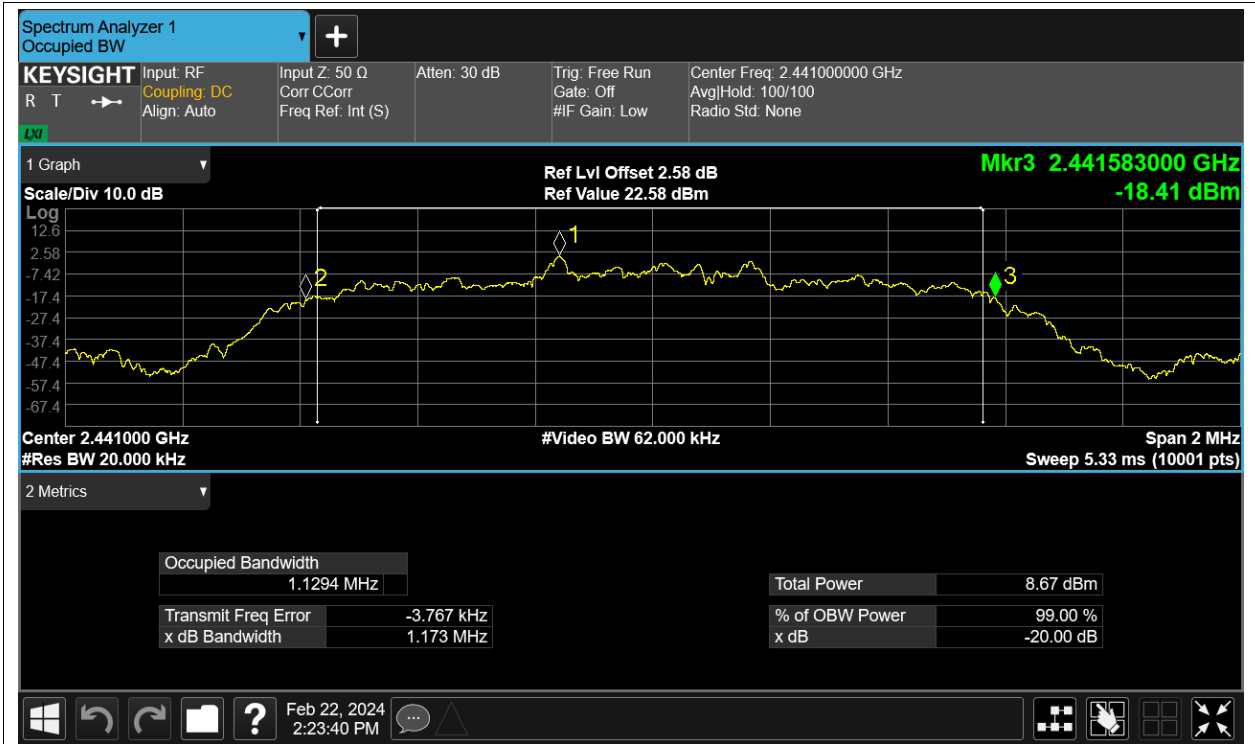 Spectrum Analyzer 1
Occupied BW
+
KEYSIGHT
R T
LXI
Input: RF
Coupling: DC
Align: Auto
Input Z: 50 Ω
Corr CCorr
Freq Ref: Int (S)
Atten: 30 dB
Trig: Free Run
Gate: Off
#IF Gain: Low
Center Freq: 2.441000000 GHz
Avg|Hold: 100/100
Radio Std: None
1 Graph
Scale/Div 10.0 dB
Ref Lvl Offset 2.58 dB
Ref Value 22.58 dBm
Mkr3 2.441583000 GHz
-18.41 dBm
Log
12.6
2.58
-7.42
-17.4
-27.4
-37.4
-47.4
-57.4
-67.4
1
2
3
Center 2.441000 GHz
#Video BW 62.000 kHz
Span 2 MHz
#Res BW 20.000 kHz
Sweep 5.33 ms (10001 pts)
2 Metrics
Occupied Bandwidth
1.1294 MHz
Transmit Freq Error -3.767 kHz
x dB Bandwidth 1.173 MHz
Total Power 8.67 dBm
% of OBW Power 99.00 %
x dB -20.00 dB
?
Feb 22, 2024
2:23:40 PM